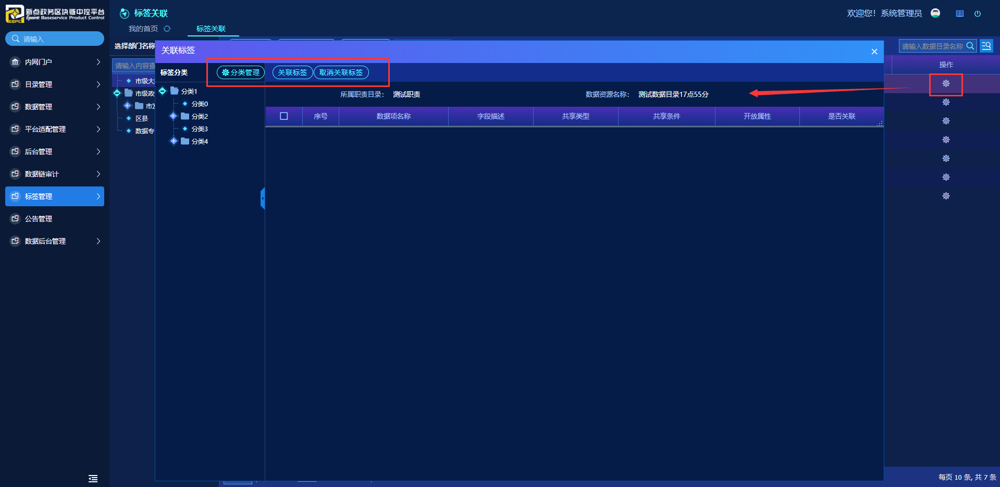 新点政务区块链中控平台
Epoint Baseservice Product Control
EBPC
标签关联
欢迎您！系统管理员
我的首页
标签关联
请输入
内网门户
目录管理
数据管理
平台适配管理
后台管理
数据链审计
标签管理
公告管理
数据后台管理
选择部门名称
请输入内容查
市级大
市级政
市发
区县
数据专
关联标签
标签分类
分类管理
关联标签
取消关联标签
分类1
分类0
分类2
分类3
分类4
所属职责目录： 测试职责
数据资源名称： 测试数据目录17点55分
序号 数据项名称 字段描述 共享类型 共享条件 开放属性 是否关联
请输入数据目录名称
操作
每页 10 条, 共 7 条